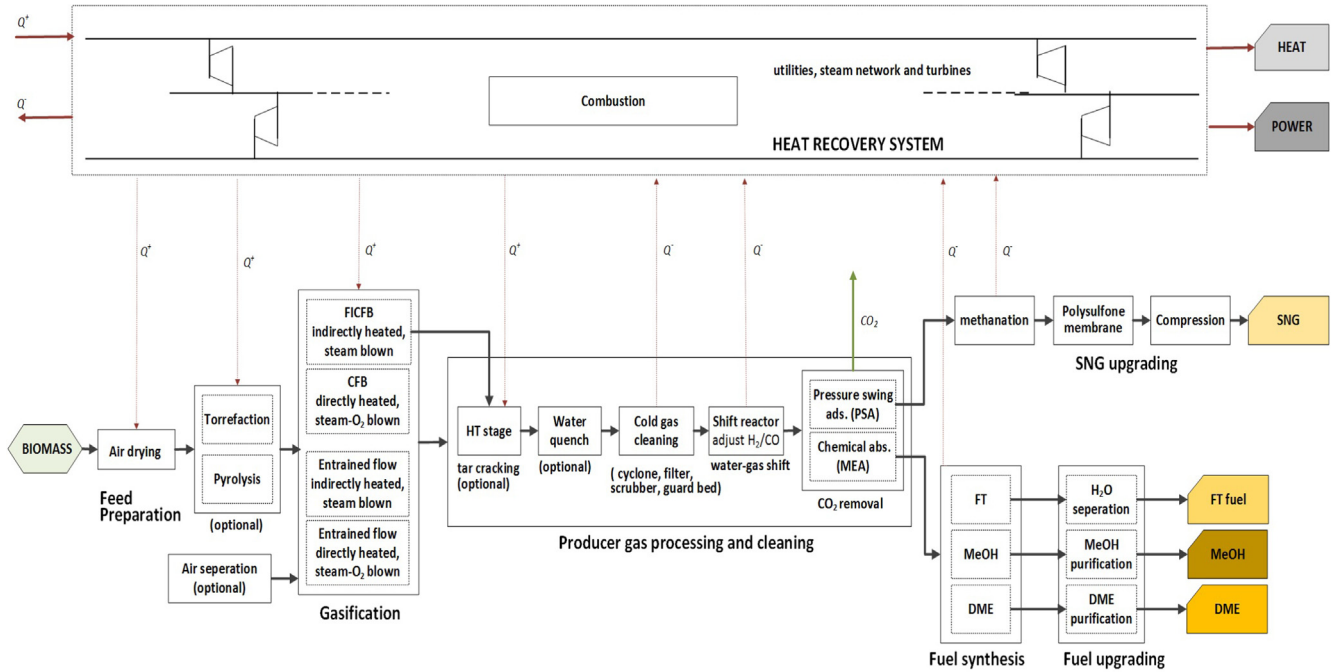 Q⁺
Q⁻
utilities, steam network and turbines
Combustion
HEAT RECOVERY SYSTEM
HEAT
POWER
Q⁺
Q⁺
Q⁺
Q⁺
Q⁻
Q⁻
Q⁻
Q⁻
CO₂
BIOMASS
Air drying
Feed
Preparation
Torrefaction
Pyrolysis
(optional)
Air seperation
(optional)
FICFB
indirectly heated,
steam blown
CFB
directly heated,
steam-O₂ blown
Entrained flow
indirectly heated,
steam blown
Entrained flow
directly heated,
steam-O₂ blown
Gasification
HT stage
tar cracking
(optional)
Water
quench
(optional)
Cold gas
cleaning
( cyclone, filter,
scrubber, guard bed)
Shift reactor
adjust H₂/CO
water-gas shift
Pressure swing
ads. (PSA)
Chemical abs.
(MEA)
CO₂ removal
Producer gas processing and cleaning
methanation
Polysulfone
membrane
Compression
SNG
SNG upgrading
FT
MeOH
DME
Fuel synthesis
H₂O
seperation
MeOH
purification
DME
purification
Fuel upgrading
FT fuel
MeOH
DME